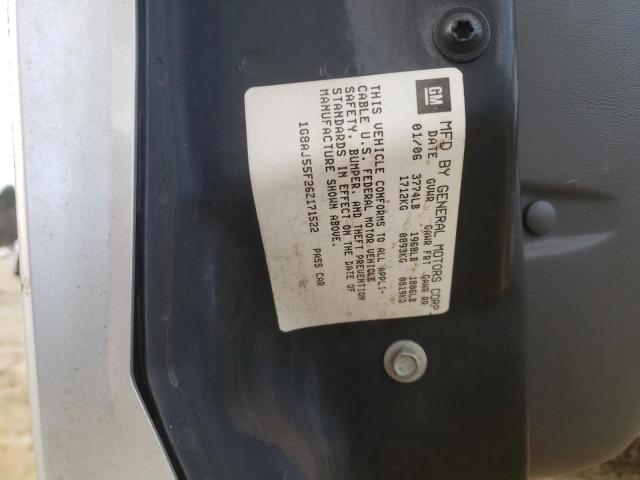 GM
MFD BY GENERAL MOTORS CORP
DATE GVWR GAWR FRT GAWR RR
01/06 3774LB 1968LB 1806LB
1712KG 0893KG 0819KG
THIS VEHICLE CONFORMS TO ALL APPLI-
CABLE U.S. FEDERAL MOTOR VEHICLE
SAFETY, BUMPER, AND THEFT PREVENTION
STANDARDS IN EFFECT ON THE DATE OF
MANUFACTURE SHOWN ABOVE.
1G8AJ55F26Z171522 PASS CAR